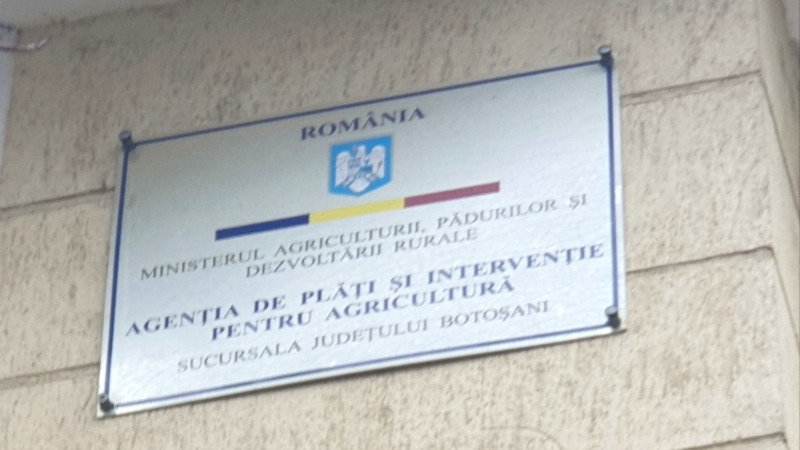 ROMÂNIA
MINISTERUL AGRICULTURII, PĂDURILOR ȘI
DEZVOLTĂRII RURALE
AGENȚIA DE PLĂȚI ȘI INTERVENȚIE
PENTRU AGRICULTURĂ
SUCURSALA JUDEȚULUI BOTOȘANI